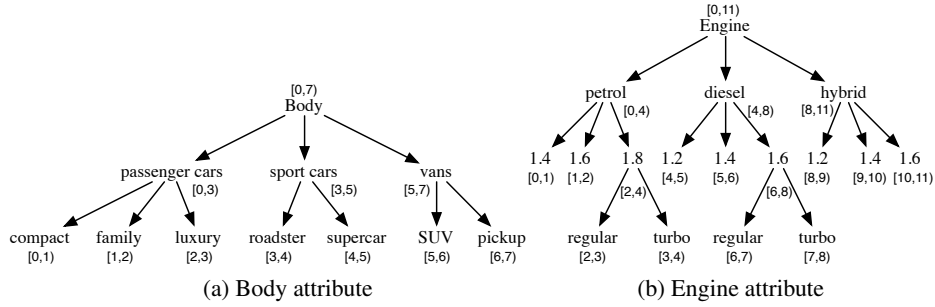 [0,11)
Engine
petrol diesel hybrid
[0,4) [4,8) [8,11)
[0,7)
Body
1.4 1.6 1.8 1.2 1.4 1.6 1.2 1.4 1.6
[0,1) [1,2) [4,5) [5,6) [8,9) [9,10) [10,11)
passenger cars sport cars vans
[0,3) [3,5) [5,7)
[2,4) [6,8)
compact family luxury roadster supercar SUV pickup
[0,1) [1,2) [2,3) [3,4) [4,5) [5,6) [6,7)
regular turbo regular turbo
[2,3) [3,4) [6,7) [7,8)
(a) Body attribute
(b) Engine attribute